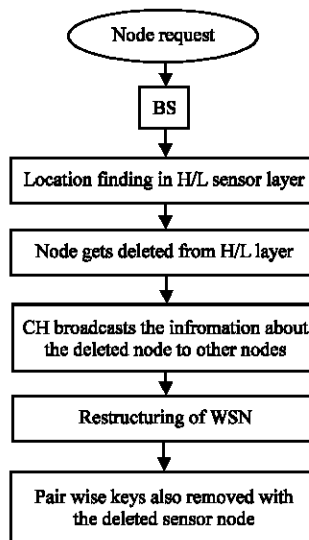 Node request
BS
Location finding in H/L sensor layer
Node gets deleted from H/L layer
CH broadcasts the infromation about
the deleted node to other nodes
Restructuring of WSN
Pair wise keys also removed with
the deleted sensor node